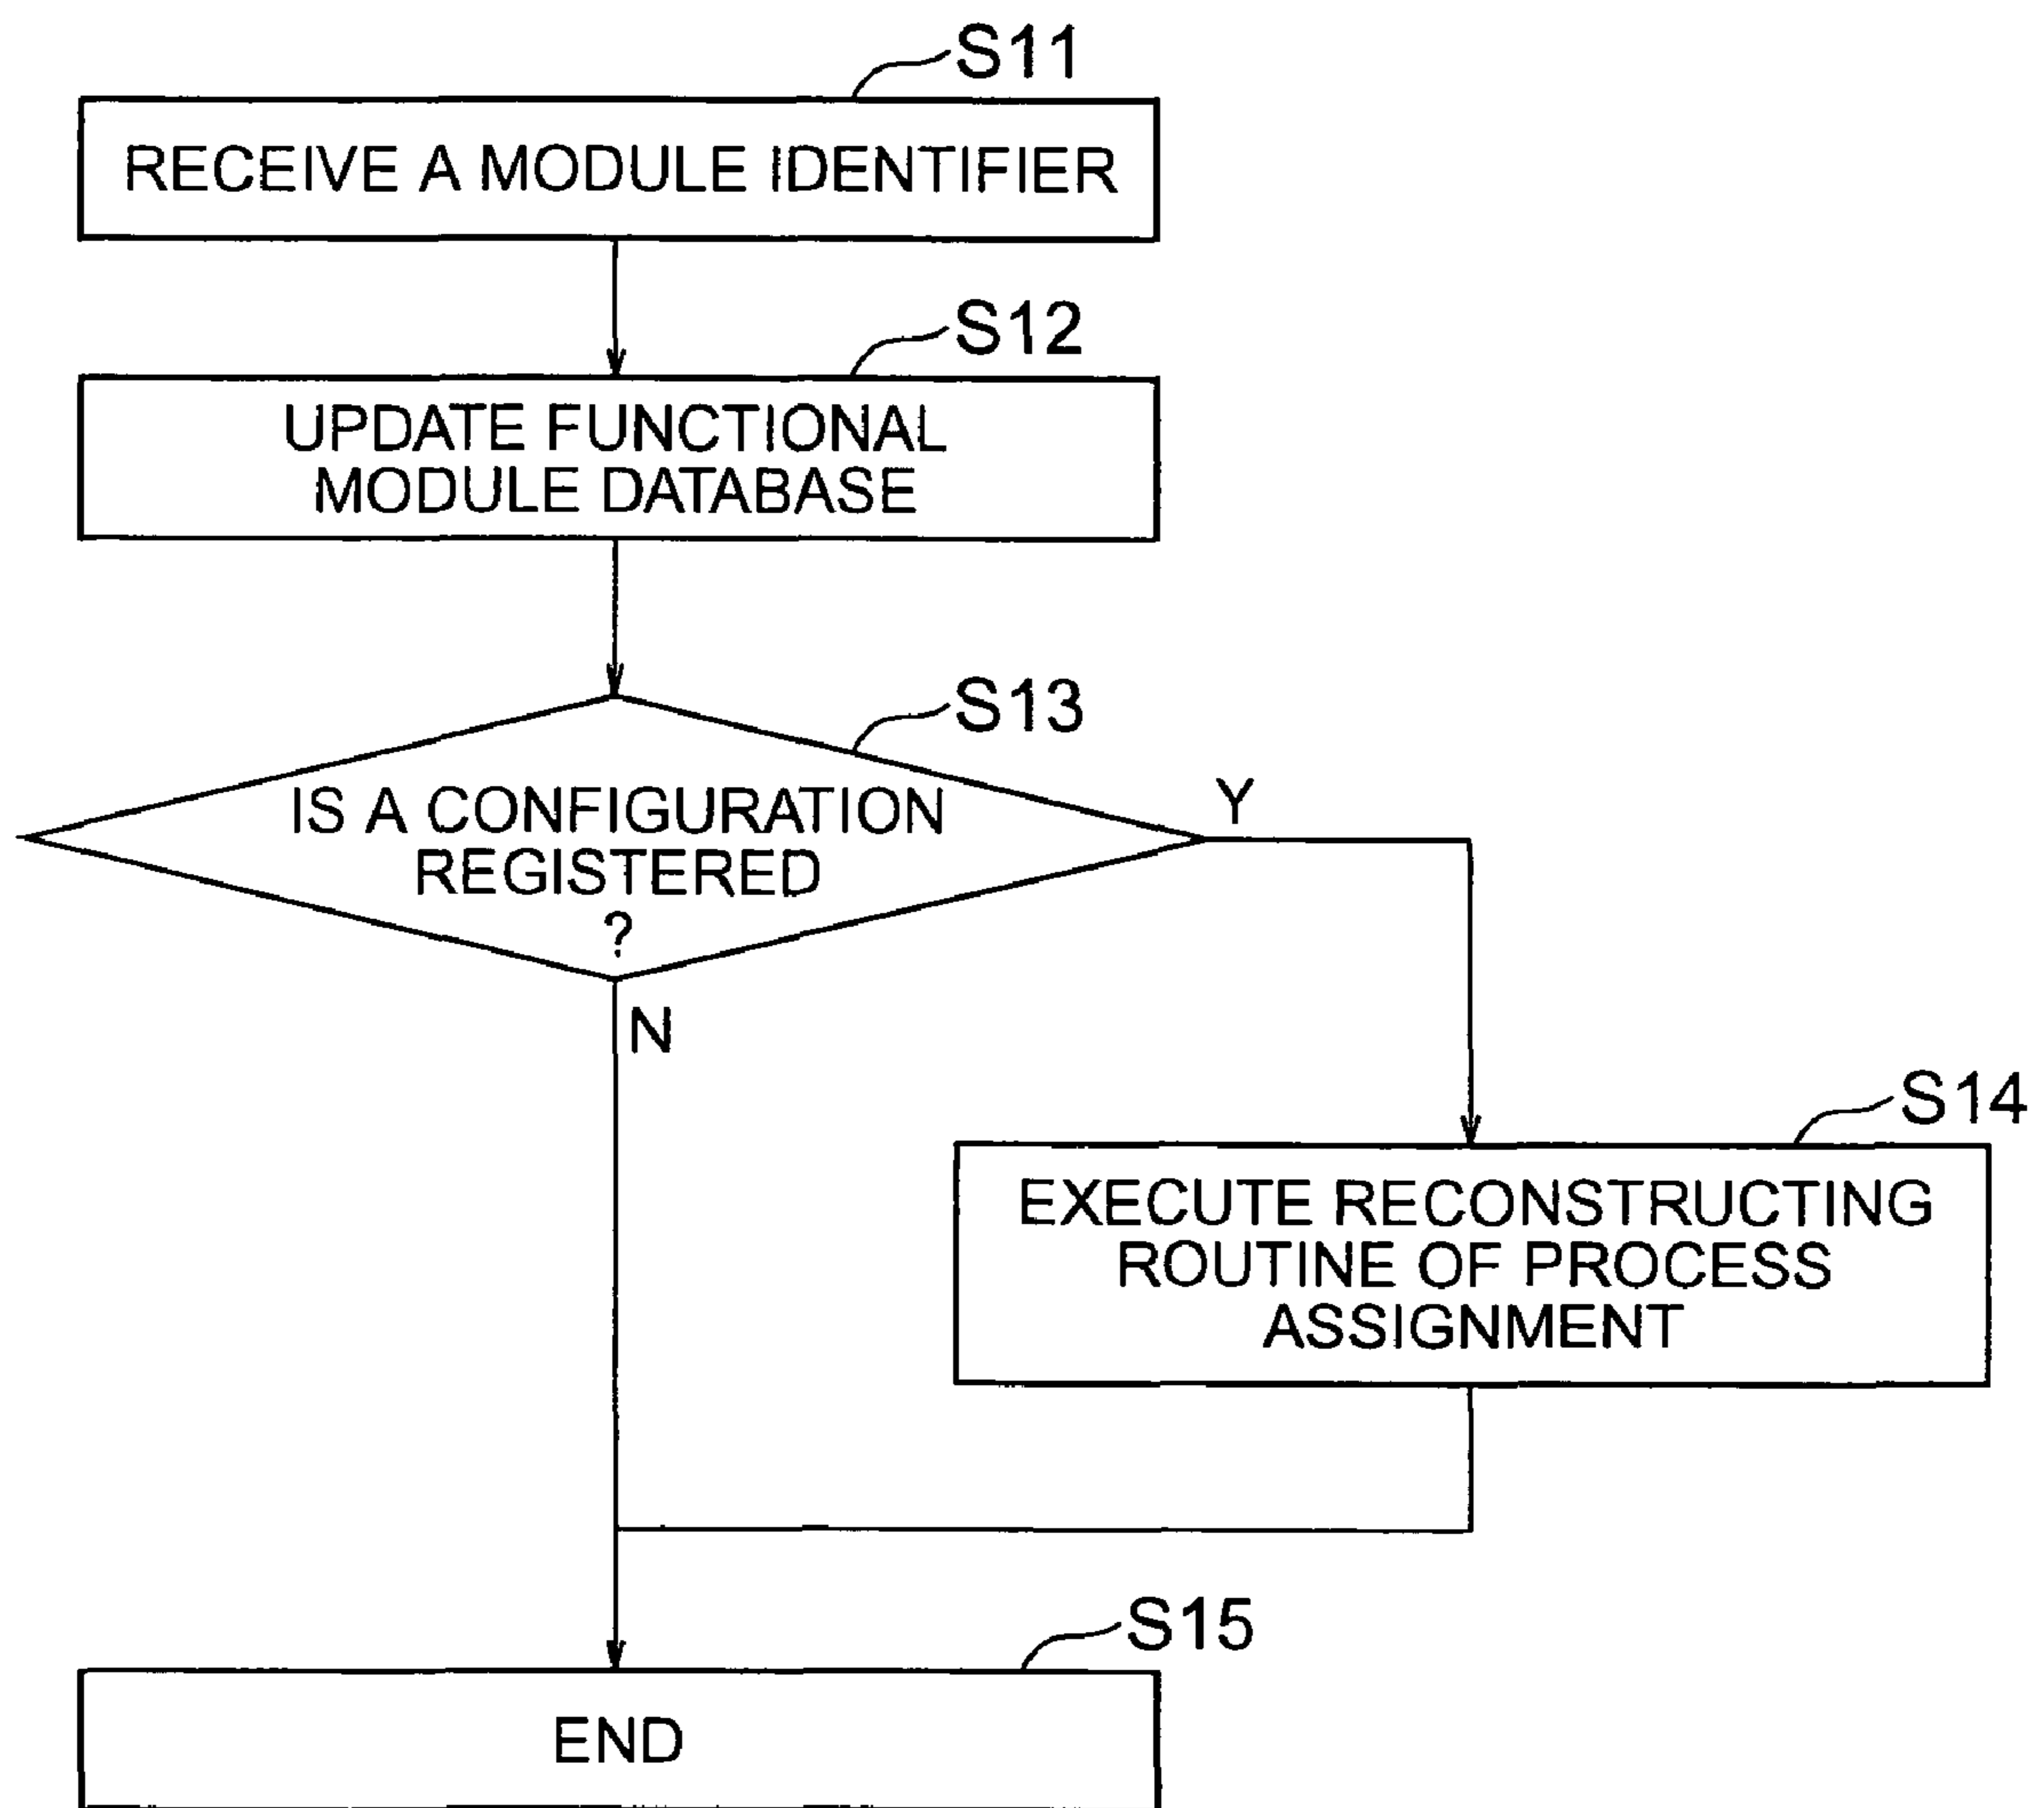 S11
RECEIVE A MODULE IDENTIFIER
S12
UPDATE FUNCTIONAL
MODULE DATABASE
S13
IS A CONFIGURATION
REGISTERED
?
Y
N
S14
EXECUTE RECONSTRUCTING
ROUTINE OF PROCESS
ASSIGNMENT
S15
END